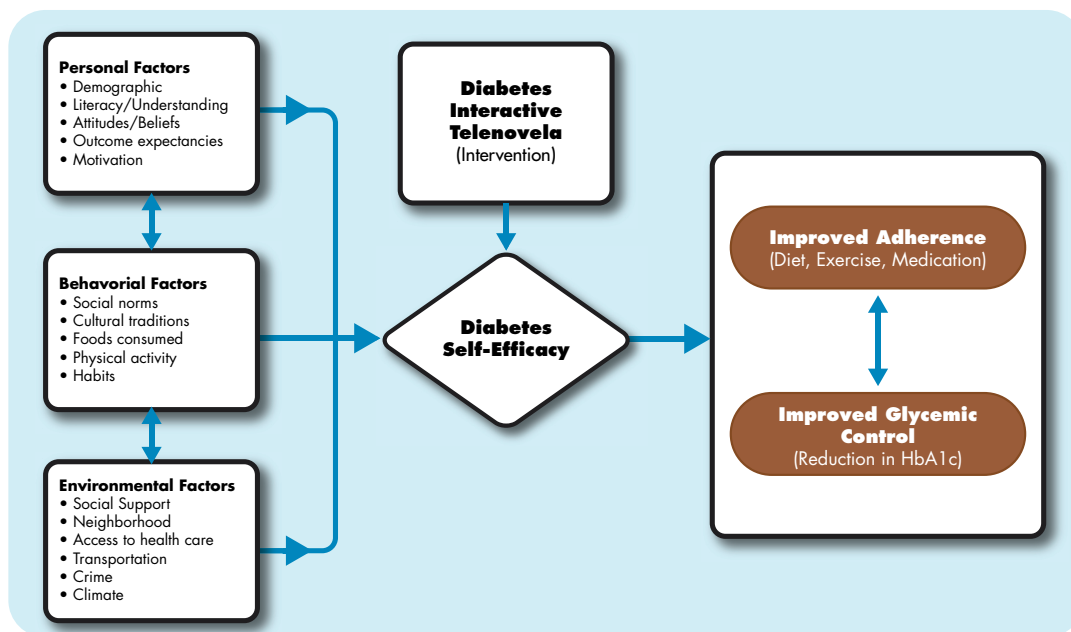 Personal Factors
• Demographic
• Literacy/Understanding
• Attitudes/Beliefs
• Outcome expectancies
• Motivation
Behavorial Factors
• Social norms
• Cultural traditions
• Foods consumed
• Physical activity
• Habits
Environmental Factors
• Social Support
• Neighborhood
• Access to health care
• Transportation
• Crime
• Climate
Diabetes
Interactive
Telenovela
(Intervention)
Diabetes
Self-Efficacy
Improved Adherence
(Diet, Exercise, Medication)
Improved Glycemic
Control
(Reduction in HbA1c)